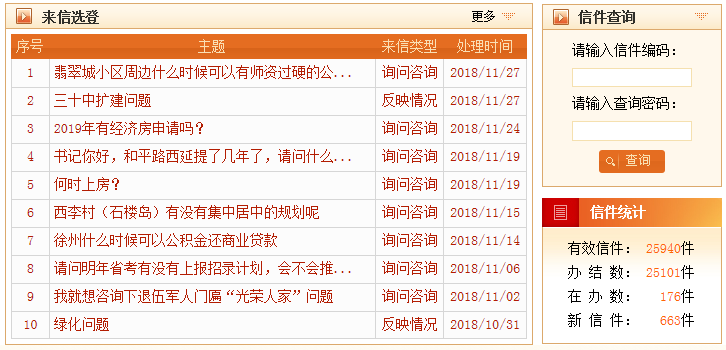 来信选登 更多
序号 主题 来信类型 处理时间
1 翡翠城小区周边什么时候可以有师资过硬的公... 询问咨询 2018/11/27
2 三十中扩建问题 反映情况 2018/11/27
3 2019年有经济房申请吗？ 询问咨询 2018/11/24
4 书记你好，和平路西延提了几年了，请问什么... 询问咨询 2018/11/19
5 何时上房？ 询问咨询 2018/11/19
6 西李村（石楼岛）有没有集中居中的规划呢 询问咨询 2018/11/15
7 徐州什么时候可以公积金还商业贷款 询问咨询 2018/11/14
8 请问明年省考有没有上报招录计划，会不会推... 询问咨询 2018/11/06
9 我就想咨询下退伍军人门匾“光荣人家”问题 询问咨询 2018/11/02
10 绿化问题 反映情况 2018/10/31
信件查询
请输入信件编码：
请输入查询密码：
查询
信件统计
有效信件： 25940件
办 结 数： 25101件
在 办 数： 176件
新 信 件： 663件